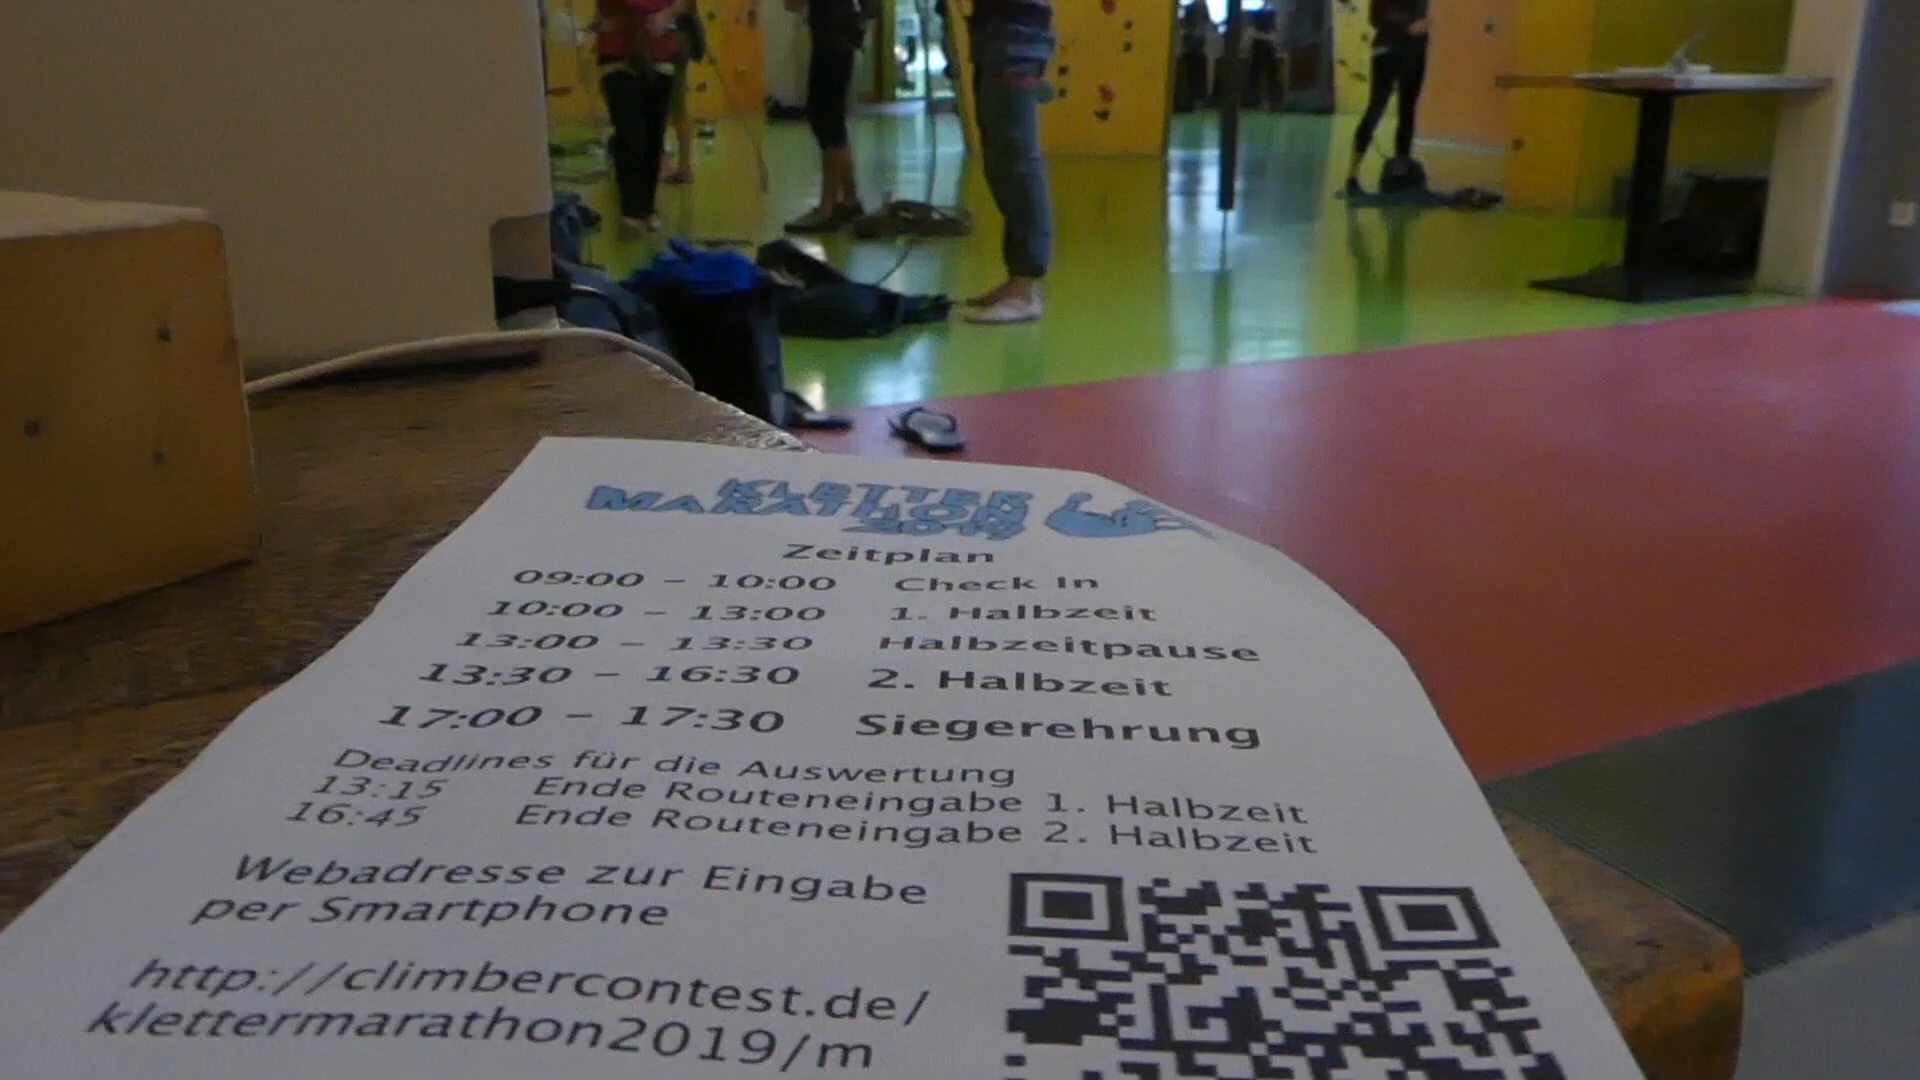 KLETTER
MARATHON
2019
Zeitplan
09:00 – 10:00 Check In
10:00 – 13:00 1. Halbzeit
13:00 – 13:30 Halbzeitpause
13:30 – 16:30 2. Halbzeit
17:00 – 17:30 Siegerehrung
Deadlines für die Auswertung
13:15 Ende Routeneingabe 1. Halbzeit
16:45 Ende Routeneingabe 2. Halbzeit
Webadresse zur Eingabe
per Smartphone
http://climbercontest.de/
klettermarathon2019/m